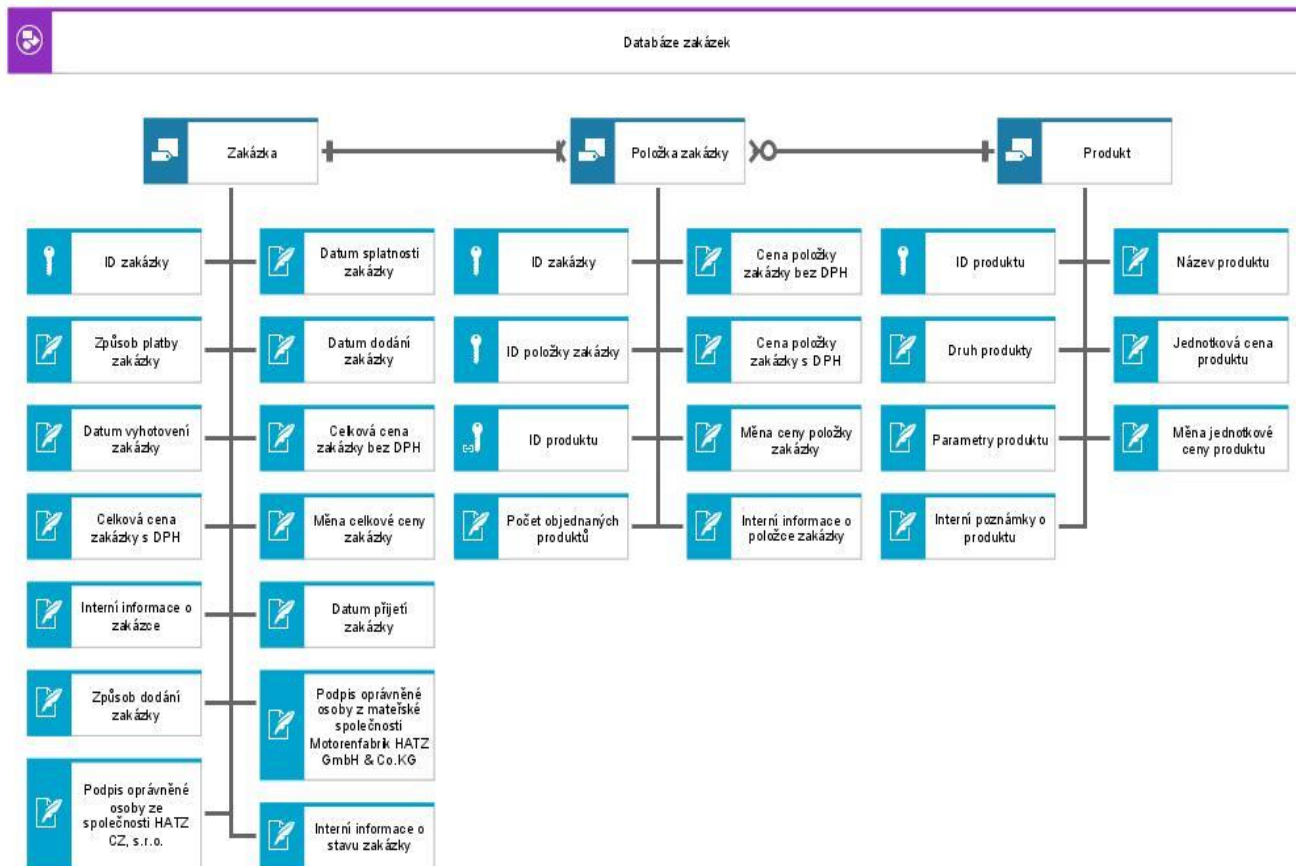 Databáze zakázek
Zakázka
Položka zakázky
Produkt
ID zakázky
Datum splatnosti
zakázky
Způsob platby
zakázky
Datum dodání
zakázky
Datum vyhotovení
zakázky
Celková cena
zakázky bez DPH
Celková cena
zakázky s DPH
Měna celkové ceny
zakázky
Interní informace o
zakázce
Datum přijetí
zakázky
Způsob dodání
zakázky
Podpis oprávněné
osoby z mateřské
společnosti
Motorenfabrik HATZ
GmbH & Co.KG
Podpis oprávněné
osoby ze
společnosti HATZ
CZ, s.r.o.
Interní informace o
stavu zakázky
ID zakázky
Cena položky
zakázky bez DPH
ID položky zakázky
Cena položky
zakázky s DPH
ID produktu
Měna ceny položky
zakázky
Počet objednaných
produktů
Interní informace o
položce zakázky
ID produktu
Název produktu
Druh produkty
Jednotková cena
produktu
Parametry produktu
Měna jednotkové
ceny produktu
Interní poznámky o
produktu